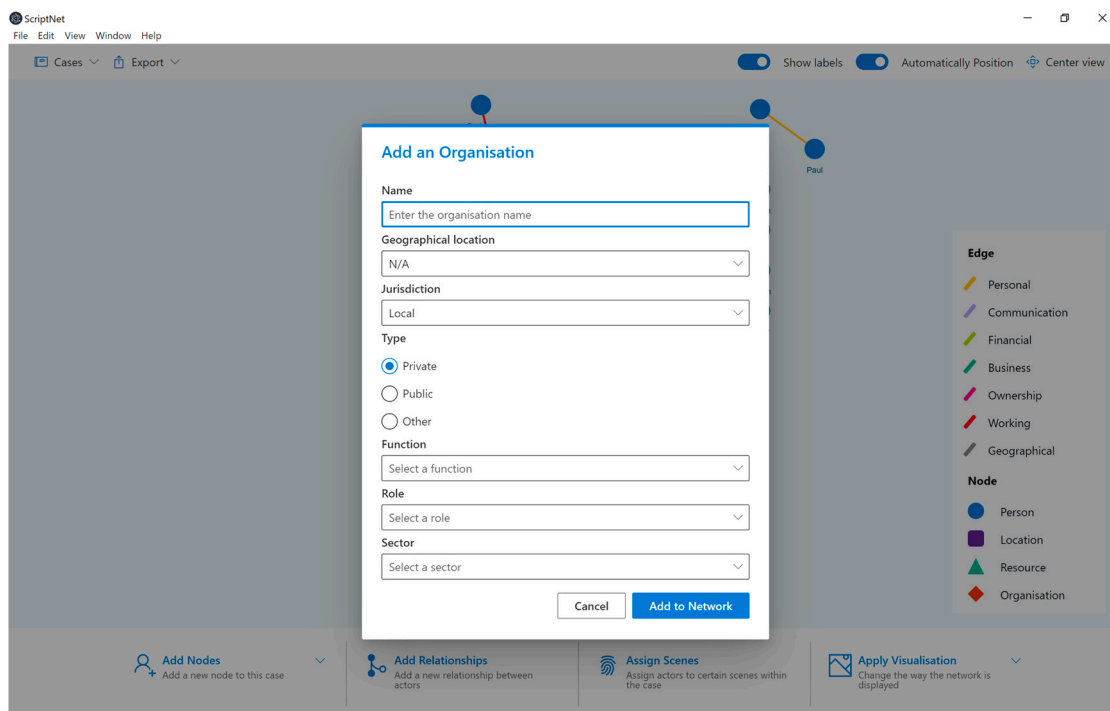 ScriptNet
File Edit View Window Help
Cases Export Show labels Automatically Position Center view
Paul
Add an Organisation
Name
Enter the organisation name
Geographical location
N/A
Jurisdiction
Local
Type
Private
Public
Other
Function
Select a function
Role
Select a role
Sector
Select a sector
Cancel Add to Network
Edge
Personal
Communication
Financial
Business
Ownership
Working
Geographical
Node
Person
Location
Resource
Organisation
Add Nodes
Add a new node to this case
Add Relationships
Add a new relationship between
actors
Assign Scenes
Assign actors to certain scenes within
the case
Apply Visualisation
Change the way the network is
displayed